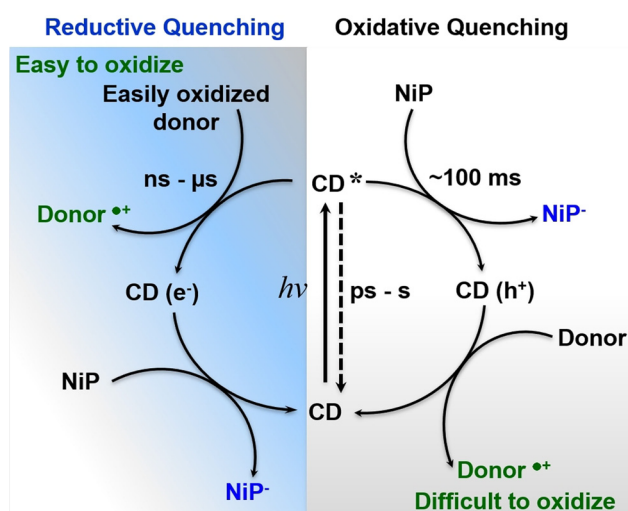 Reductive Quenching
Oxidative Quenching
Easy to oxidize
Easily oxidized
donor
NiP
ns - μs
CD*
~100 ms
Donor •+
NiP-
CD (e-)
hν
ps - s
CD (h+)
Donor
NiP
CD
Donor •+
NiP-
Difficult to oxidize